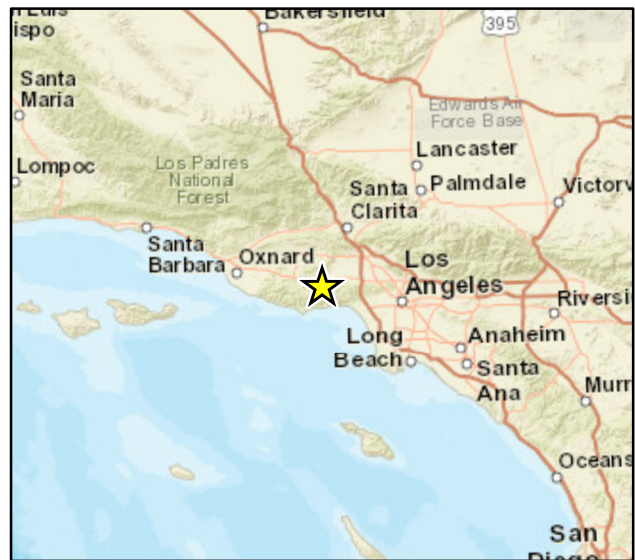 Bakersfield
395
ispo
Santa
Maria
Edwards Air
Force Base
Lancaster
Lompoc
Los Padres
National
Forest
Santa
Clarita
Palmdale
Victorv
Santa
Barbara
Oxnard
Los
Angeles
Riversi
Long
Beach
Anaheim
Santa
Ana
Murr
Oceans
San